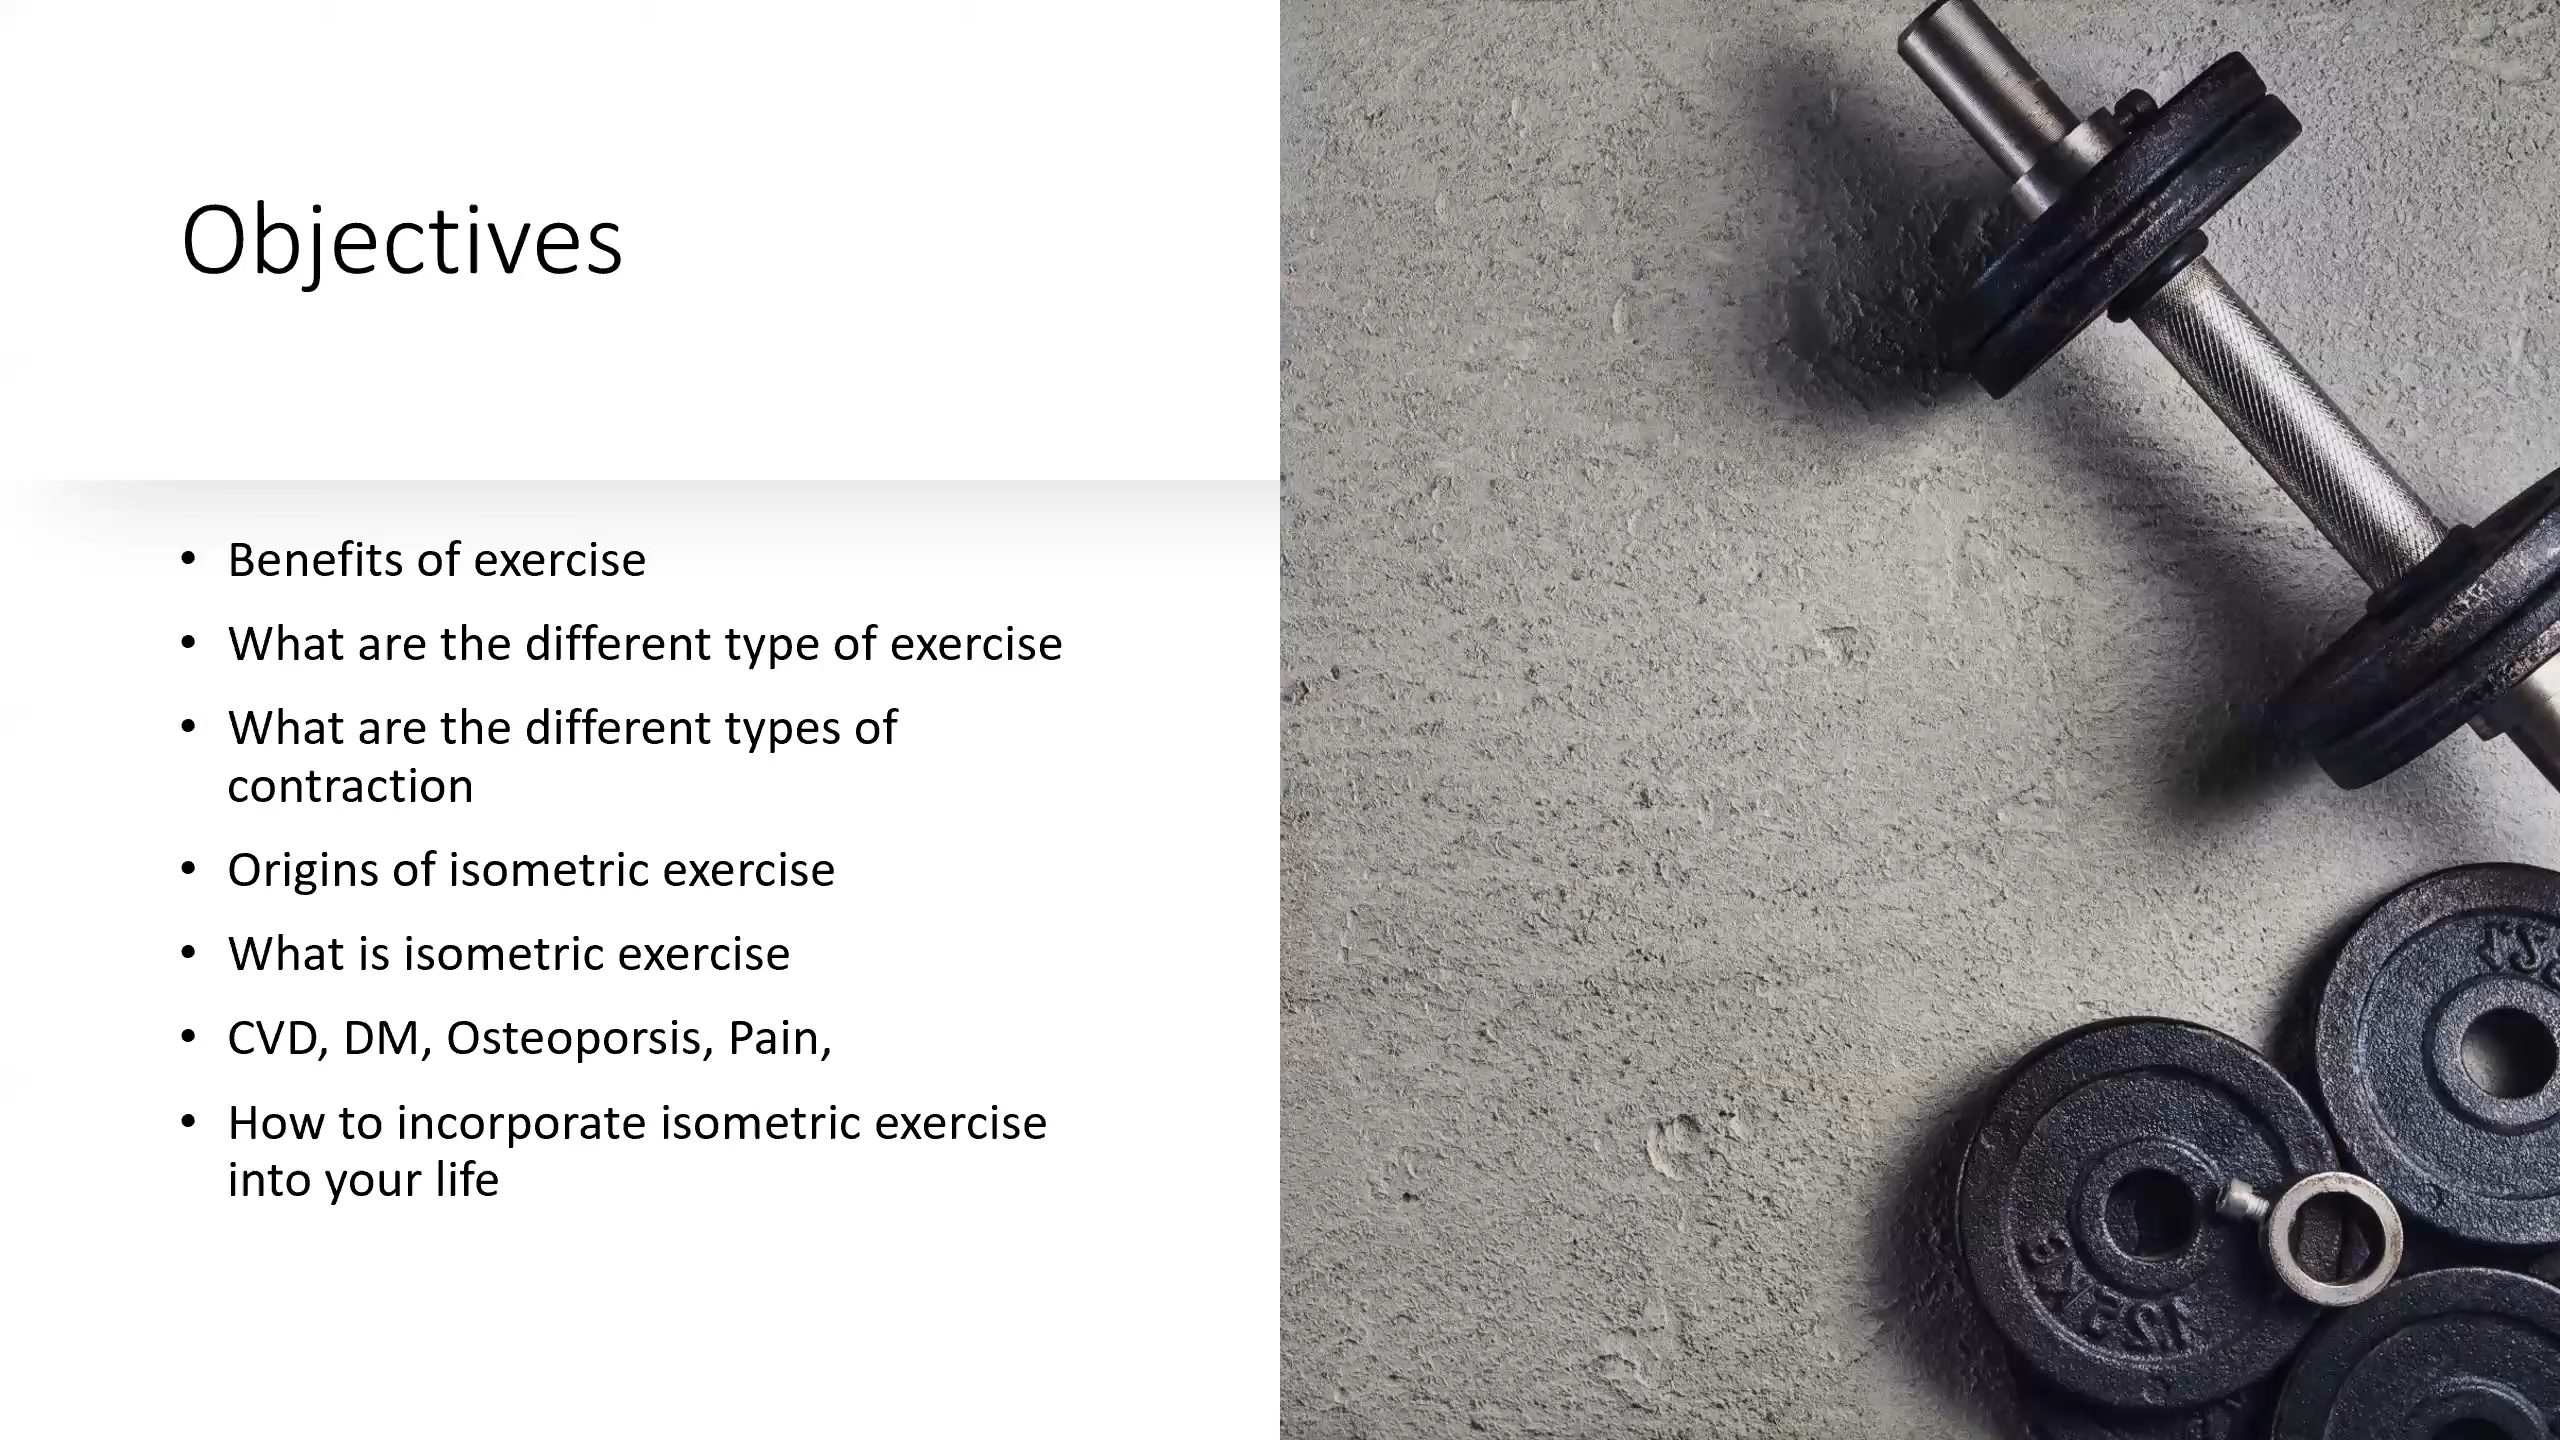 Objectives
• Benefits of exercise
• What are the different type of exercise
• What are the different types of
contraction
• Origins of isometric exercise
• What is isometric exercise
• CVD, DM, Osteoporsis, Pain,
• How to incorporate isometric exercise
into your life